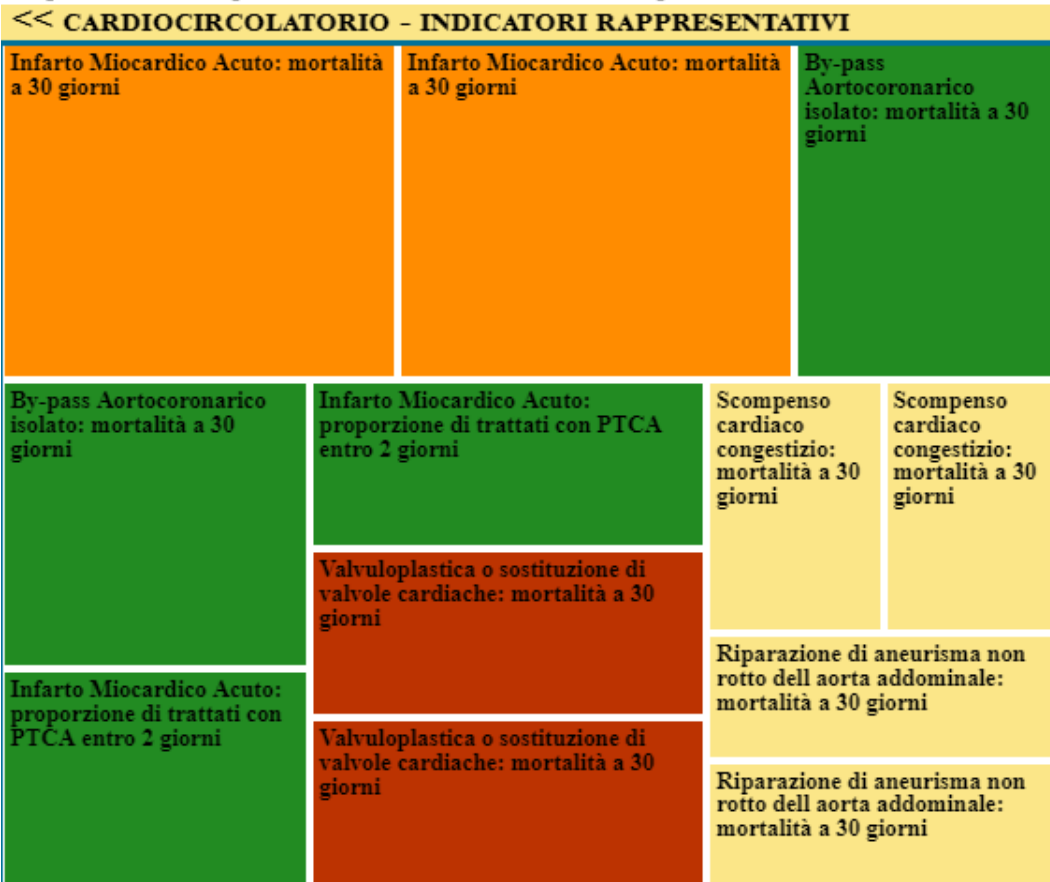 << CARDIOCIRCOLATORIO - INDICATORI RAPPRESENTATIVI
Infarto Miocardico Acuto: mortalità
a 30 giorni
Infarto Miocardico Acuto: mortalità
a 30 giorni
By-pass
Aortocoronarico
isolato: mortalità a 30
giorni
By-pass Aortocoronarico
isolato: mortalità a 30
giorni
Infarto Miocardico Acuto:
proporzione di trattati con PTCA
entro 2 giorni
Scompenso
cardiaco
congestizio:
mortalità a 30
giorni
Scompenso
cardiaco
congestizio:
mortalità a 30
giorni
Valvuloplastica o sostituzione di
valvole cardiache: mortalità a 30
giorni
Riparazione di aneurisma non
rotto dell aorta addominale:
mortalità a 30 giorni
Infarto Miocardico Acuto:
proporzione di trattati con
PTCA entro 2 giorni
Valvuloplastica o sostituzione di
valvole cardiache: mortalità a 30
giorni
Riparazione di aneurisma non
rotto dell aorta addominale:
mortalità a 30 giorni